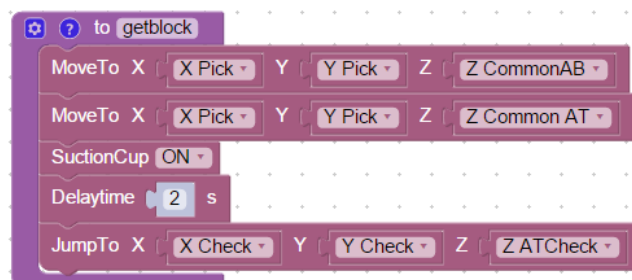 ? to getblock
MoveTo X X Pick Y Y Pick Z Z CommonAB
MoveTo X X Pick Y Y Pick Z Z Common AT
SuctionCup ON
Delaytime 2 s
JumpTo X X Check Y Y Check Z Z ATCheck